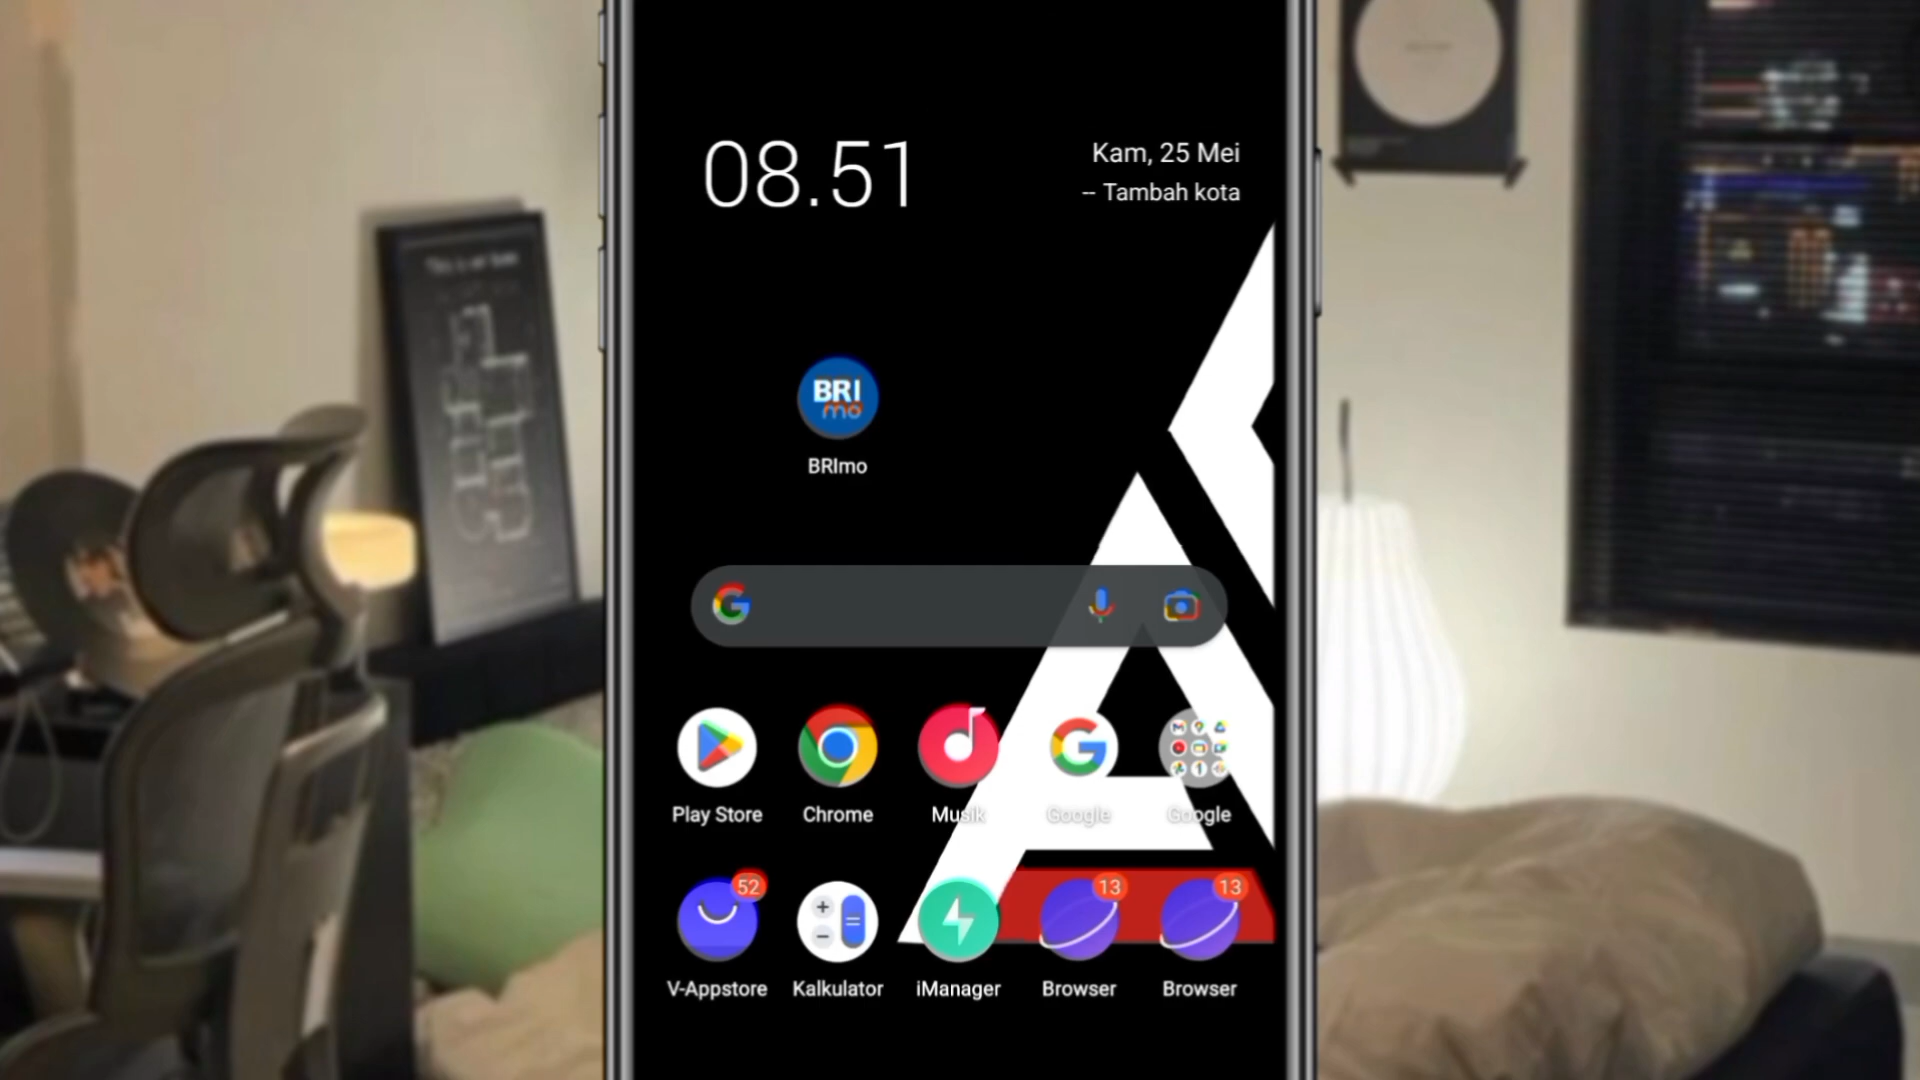 08.51
Kam, 25 Mei
-- Tambah kota
BRI
mo
BRImo
Play Store
Chrome
Musik
Google
Google
52
13
13
V-Appstore
Kalkulator
iManager
Browser
Browser